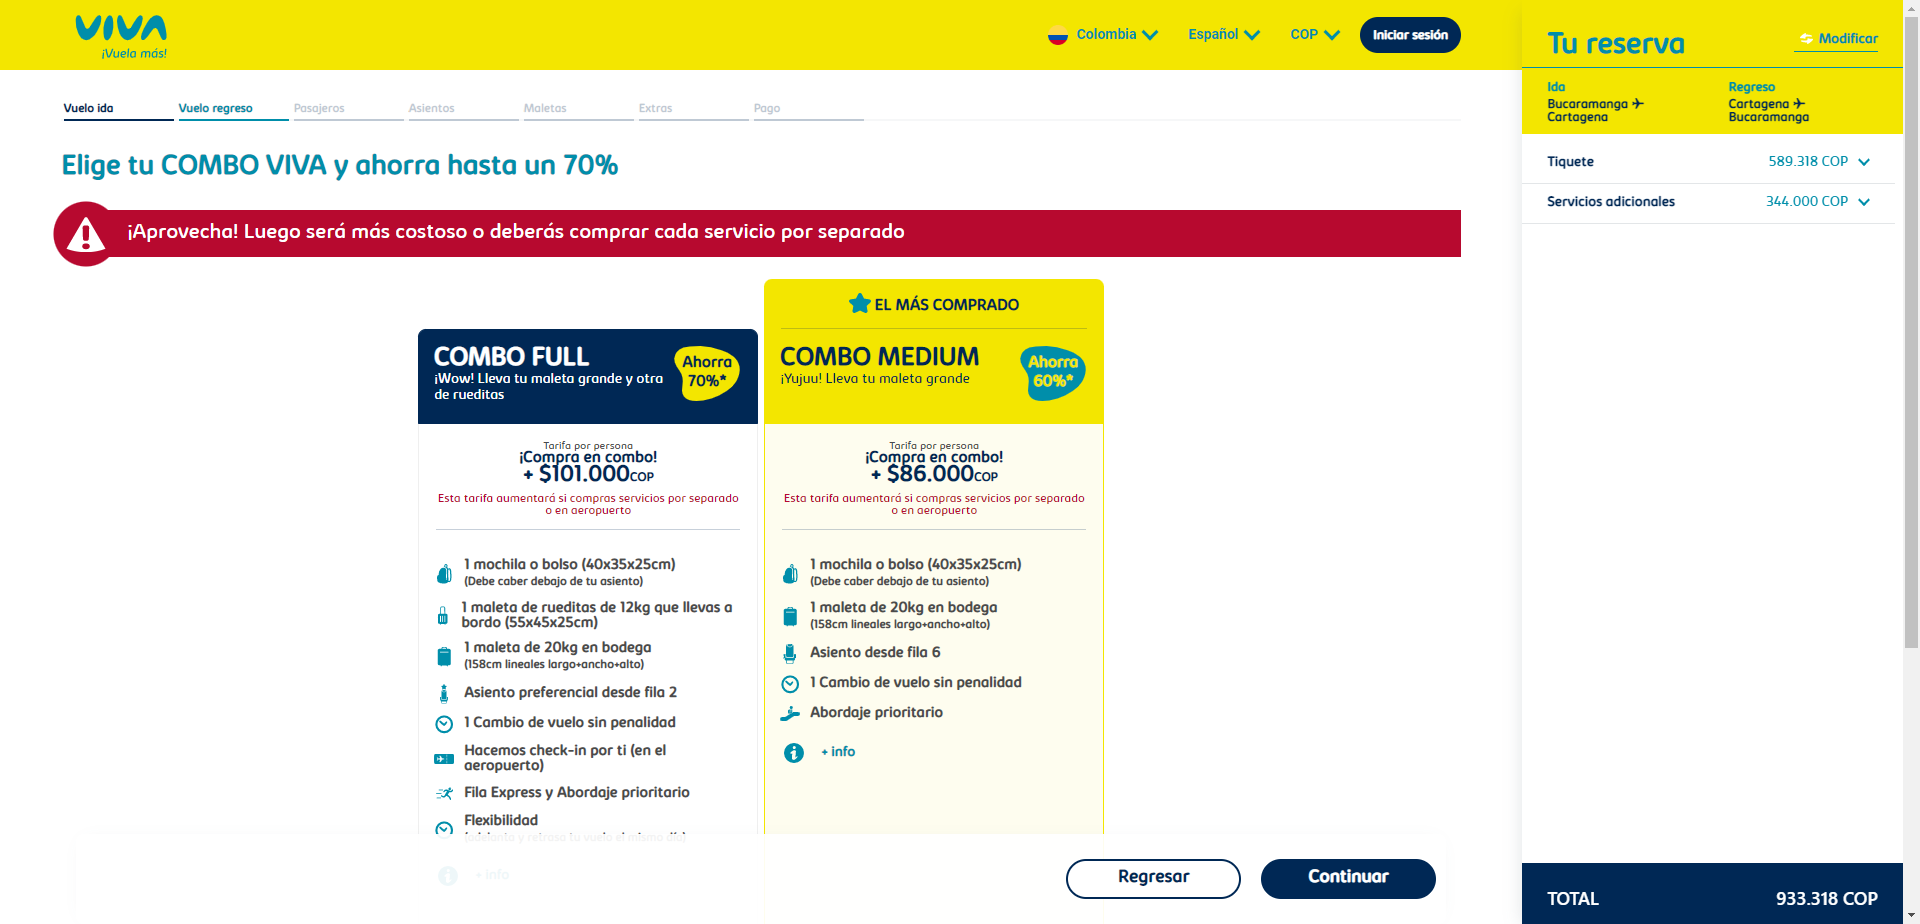 VIVA
¡Vuela más!
Colombia
Español
COP
Iniciar sesión
Vuelo ida
Vuelo regreso
Pasajeros
Asientos
Maletas
Extras
Pago
Elige tu COMBO VIVA y ahorra hasta un 70%
¡Aprovecha! Luego será más costoso o deberás comprar cada servicio por separado
COMBO FULL
¡Wow! Lleva tu maleta grande y otra
de rueditas
Ahorra
70%*
Tarifa por persona
¡Compra en combo!
+ $101.000COP
Esta tarifa aumentará si compras servicios por separado
o en aeropuerto
1 mochila o bolso (40x35x25cm)
(Debe caber debajo de tu asiento)
1 maleta de rueditas de 12kg que llevas a
bordo (55x45x25cm)
1 maleta de 20kg en bodega
(158cm lineales largo+ancho+alto)
Asiento preferencial desde fila 2
1 Cambio de vuelo sin penalidad
Hacemos check-in por ti (en el
aeropuerto)
Fila Express y Abordaje prioritario
Flexibilidad
(adelanto y retraso tu vuelo el mismo día)
+ info
EL MÁS COMPRADO
COMBO MEDIUM
¡Yujuu! Lleva tu maleta grande
Ahorra
60%*
Tarifa por persona
¡Compra en combo!
+ $86.000COP
Esta tarifa aumentará si compras servicios por separado
o en aeropuerto
1 mochila o bolso (40x35x25cm)
(Debe caber debajo de tu asiento)
1 maleta de 20kg en bodega
(158cm lineales largo+ancho+alto)
Asiento desde fila 6
1 Cambio de vuelo sin penalidad
Abordaje prioritario
+ info
Regresar
Continuar
Tu reserva
Modificar
Ida
Bucaramanga
Cartagena
Regreso
Cartagena
Bucaramanga
Tiquete
589.318 COP
Servicios adicionales
344.000 COP
TOTAL
933.318 COP